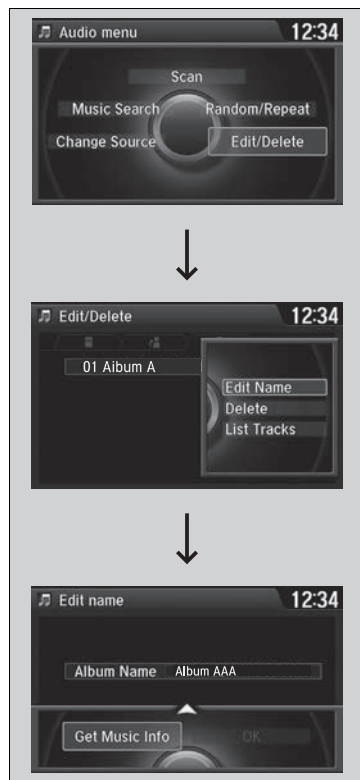 Audio menu 12:34
Scan
Music Search Random/Repeat
Change Source Edit/Delete
Edit/Delete 12:34
01 Aibum A
Edit Name
Delete
List Tracks
Edit name 12:34
Album Name Album AAA
Get Music Info OK